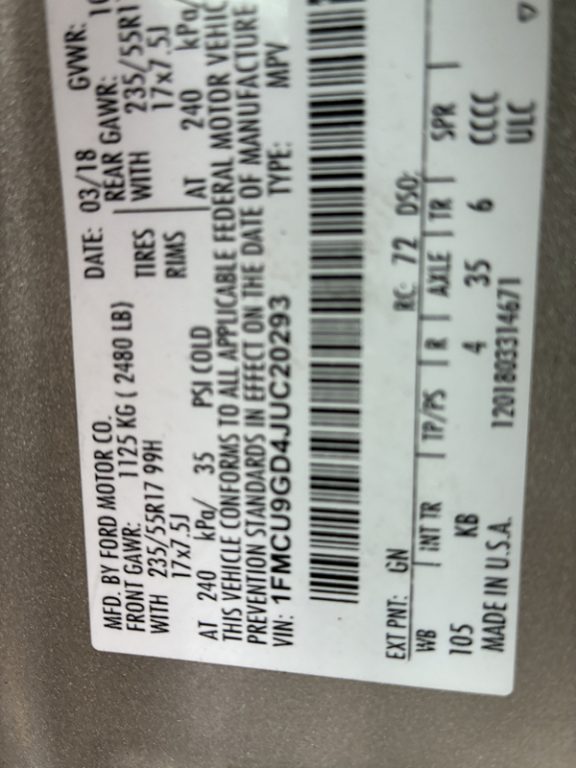 MFD. BY FORD MOTOR CO.
DATE: 03/18 GVWR:
FRONT GAWR: 1125 KG ( 2480 LB) REAR GAWR:
WITH 235/55R17 99H TIRES WITH 235/55R1
17x7.5J RIMS 17x7.5J
AT 240 kPa/ 35 PSI COLD AT 240 kPa/
THIS VEHICLE CONFORMS TO ALL APPLICABLE FEDERAL MOTOR VEHIC
PREVENTION STANDARDS IN EFFECT ON THE DATE OF MANUFACTURE
VIN: 1FMCU9GD4JUC20293 TYPE: MPV
EXT PNT: GN RC: 72 DSO:
WB INT TR TP/PS R AXLE TR SPR
105 KB 4 35 6 CCCC
MADE IN U.S.A. 1201803314671 ULC